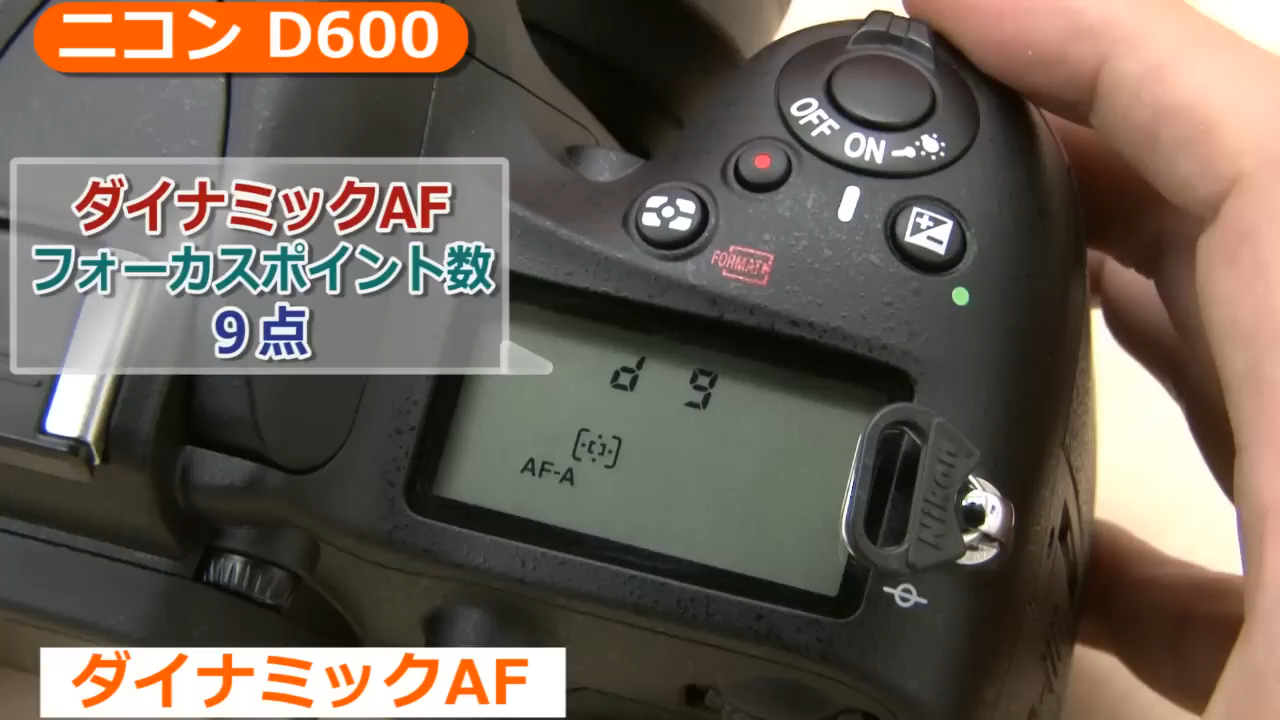 ニコン D600
OFF ON
ダイナミックAF
フォーカスポイント数
9点
FORMAT
d 9
AF-A
Nikon
ダイナミックAF